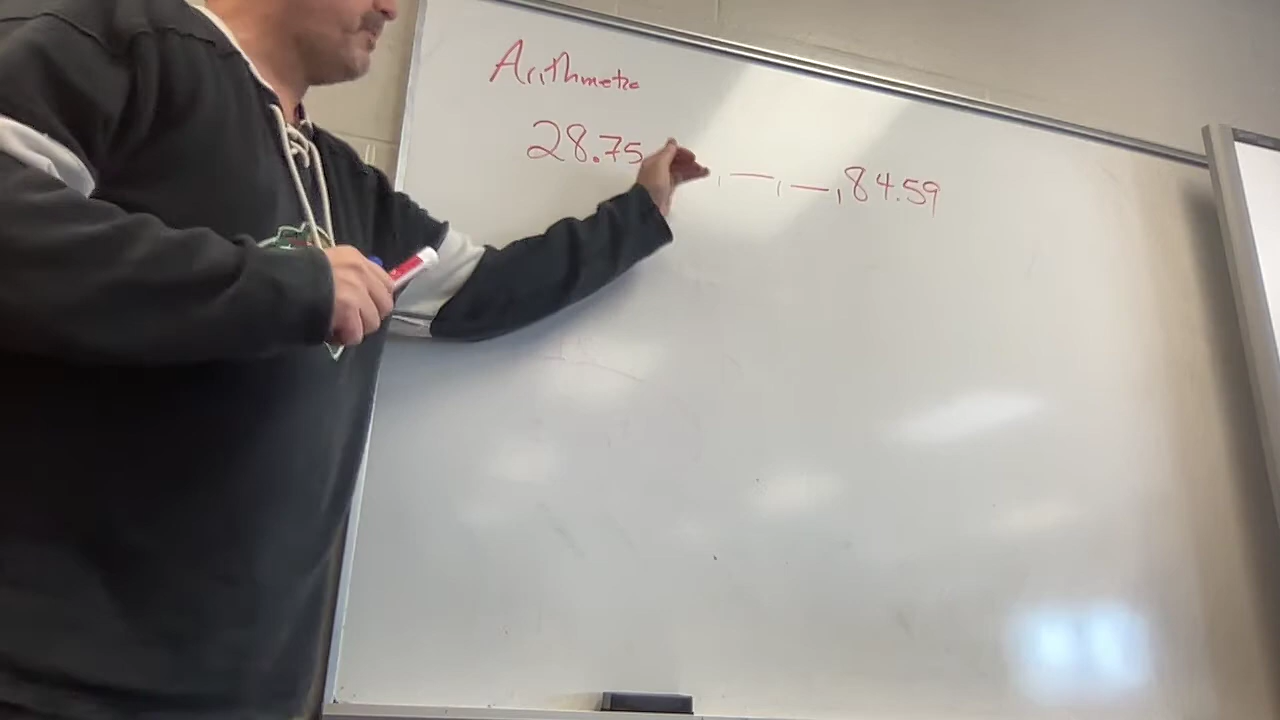 Arithmetic
28.75 , _, _, 84.59